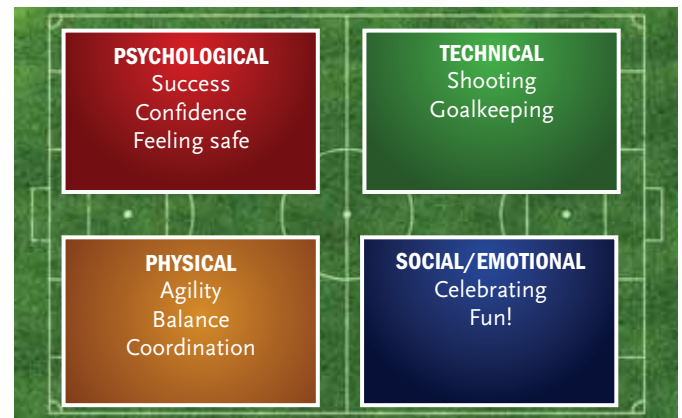 PSYCHOLOGICAL
Success
Confidence
Feeling safe
TECHNICAL
Shooting
Goalkeeping
PHYSICAL
Agility
Balance
Coordination
SOCIAL/EMOTIONAL
Celebrating
Fun!